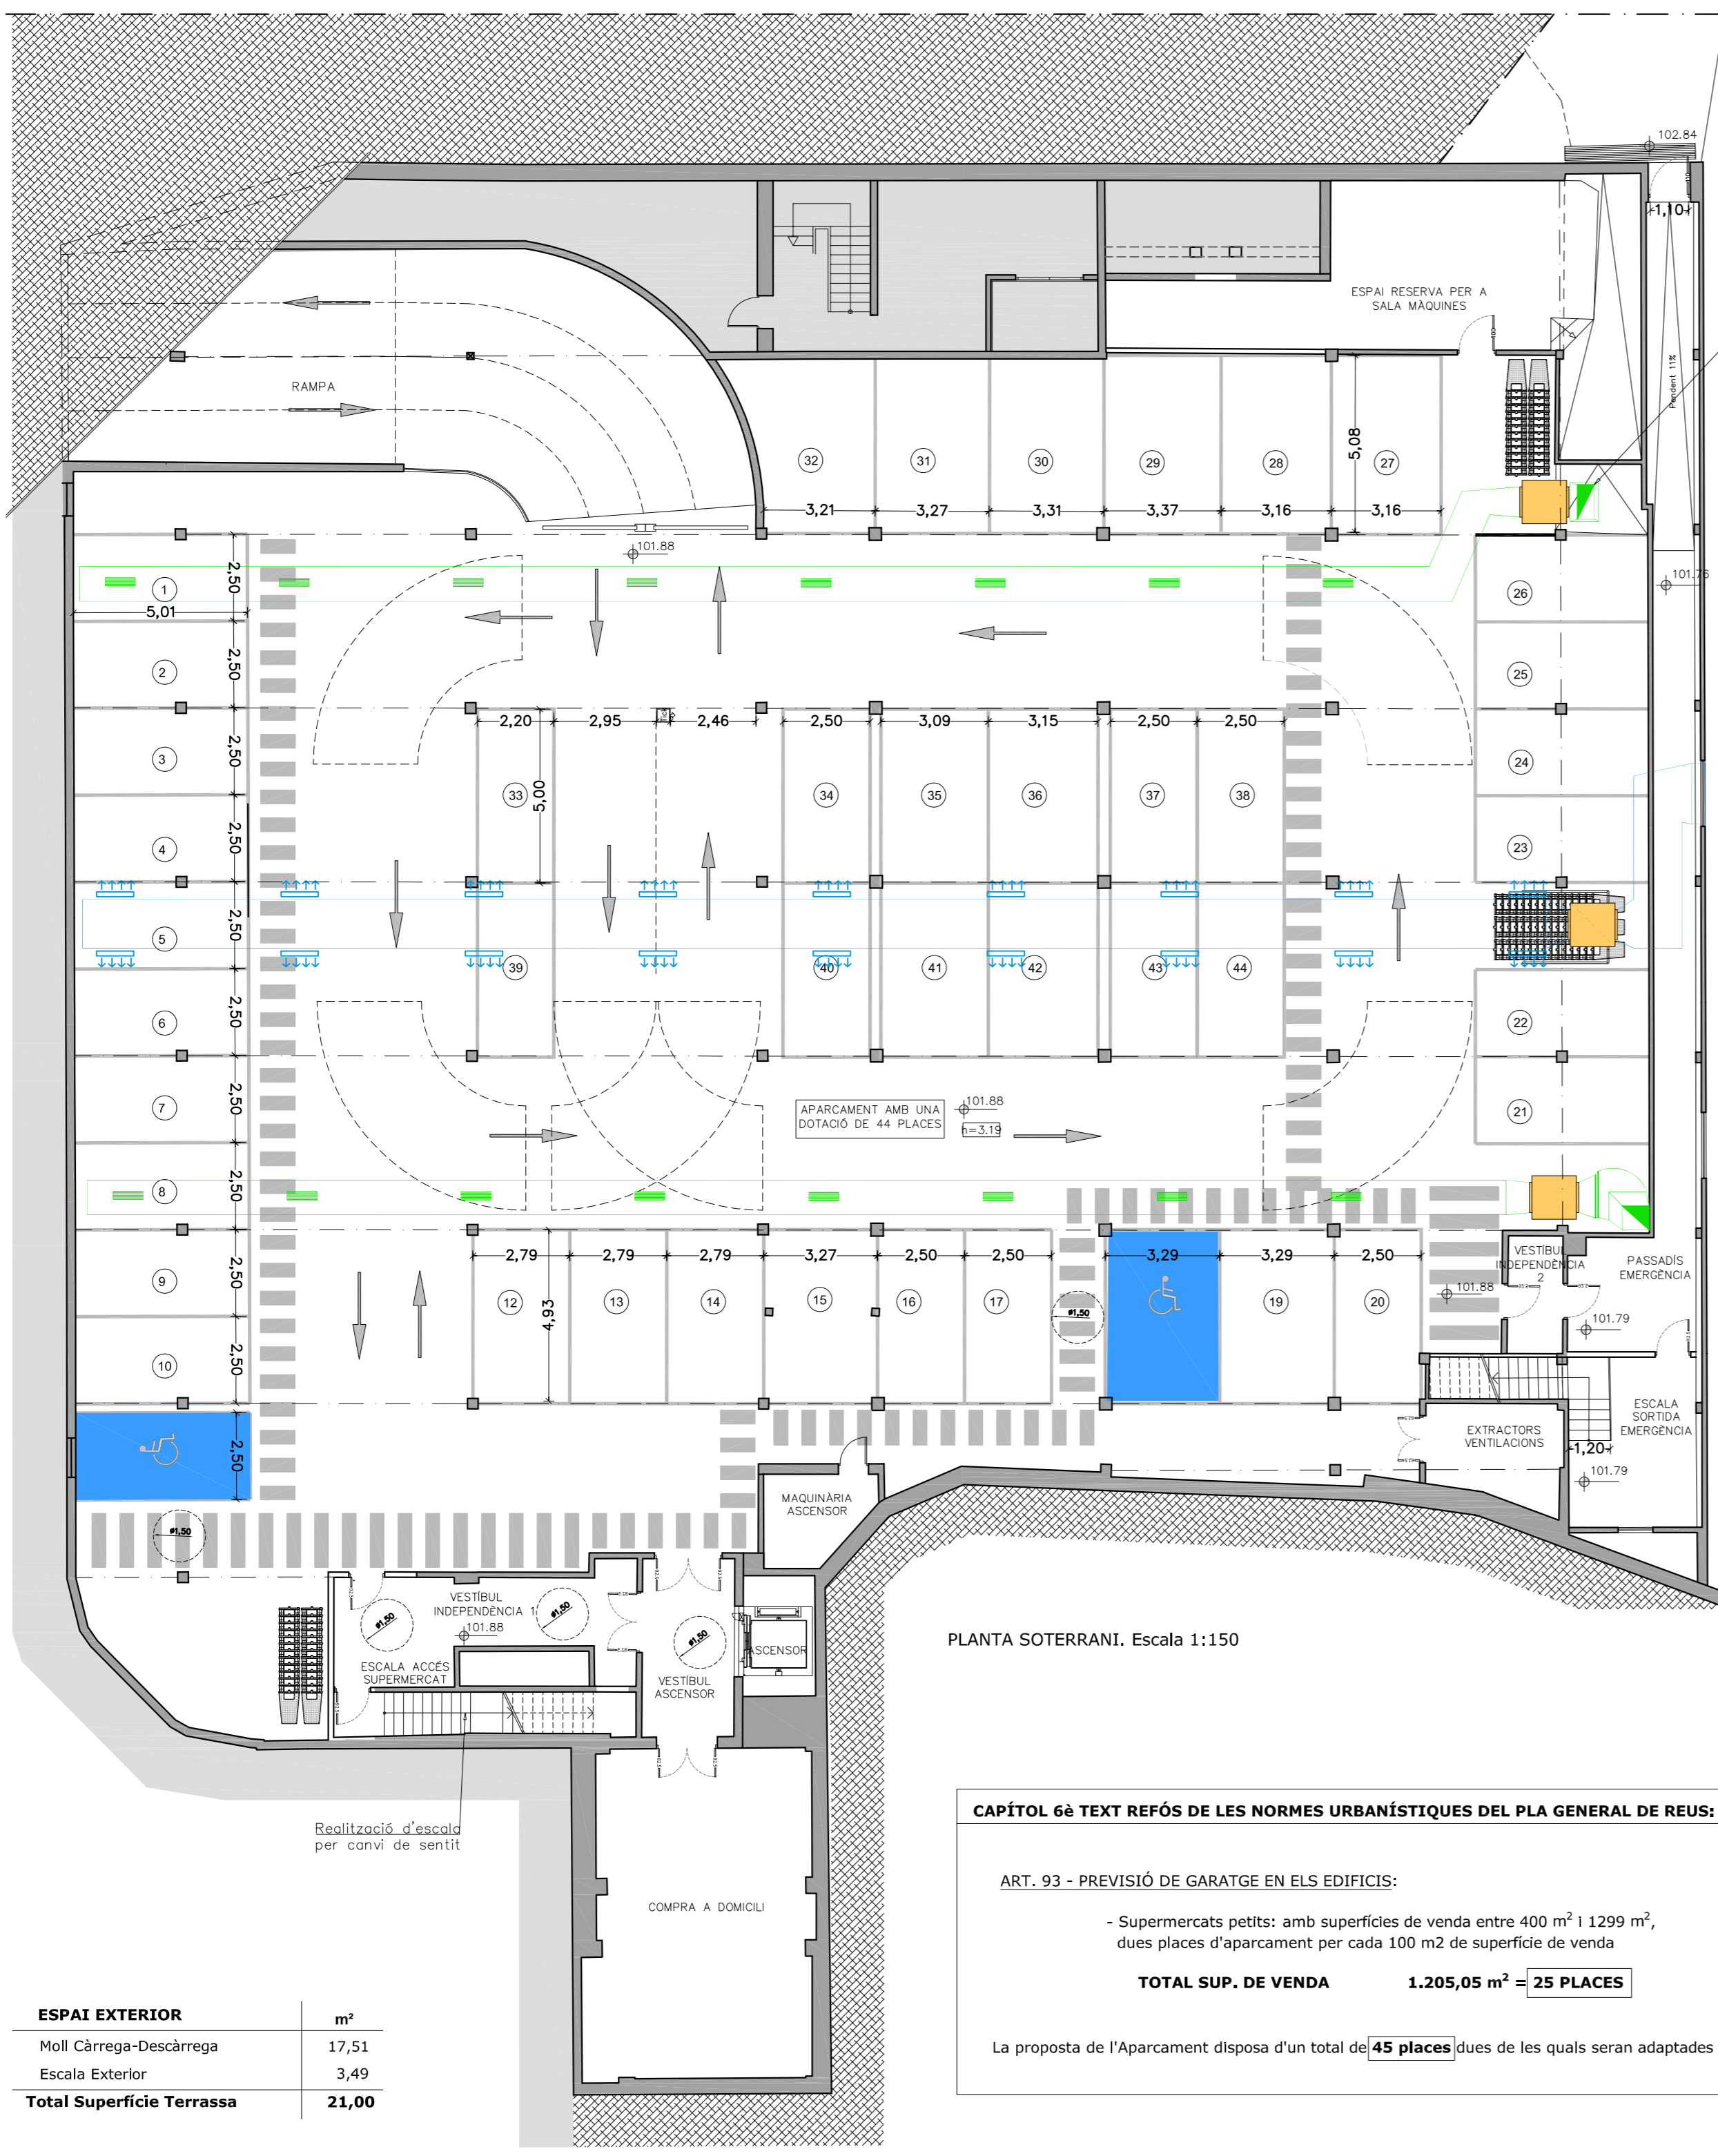 102.84
1,10
ESPAI RESERVA PER A
SALA MÀQUINES
Pendent 11%
RAMPA
32
31
30
29
28
27
5,08
3,21
3,27
3,31
3,37
3,16
3,16
101.88
101.76
1
5,01
2,50
2
2,50
3
2,50
4
2,50
5
2,50
6
2,50
7
2,50
8
2,50
9
2,50
10
2,50
2,50
26
25
24
23
22
21
2,20
2,95
2,46
2,50
3,09
3,15
2,50
2,50
33
5,00
34
35
36
37
38
39
40
41
42
43
44
APARCAMENT AMB UNA
DOTACIÓ DE 44 PLACES
101.88
h=3.19
2,79
2,79
2,79
3,27
2,50
2,50
3,29
3,29
2,50
12
4,93
13
14
15
16
17
ø1,50
19
20
101.88
VESTÍBUL
INDEPENDÈNCIA
2
PASSADÍS
EMERGÈNCIA
101.79
ESCALA
SORTIDA
EMERGÈNCIA
EXTRACTORS
VENTILACIONS
1,20
101.79
MAQUINÀRIA
ASCENSOR
ø1,50
VESTÍBUL
INDEPENDÈNCIA 1
101.88
ø1,50
ø1,50
ø1,50
ESCALA ACCÉS
SUPERMERCAT
VESTÍBUL
ASCENSOR
ASCENSOR
PLANTA SOTERRANI. Escala 1:150
Realització d'escala
per canvi de sentit
COMPRA A DOMICILI
CAPÍTOL 6è TEXT REFÓS DE LES NORMES URBANÍSTIQUES DEL PLA GENERAL DE REUS:
ART. 93 - PREVISIÓ DE GARATGE EN ELS EDIFICIS:
- Supermercats petits: amb superfícies de venda entre 400 m² i 1299 m²,
dues places d'aparcament per cada 100 m2 de superfície de venda
TOTAL SUP. DE VENDA 1.205,05 m² = 25 PLACES
La proposta de l'Aparcament disposa d'un total de 45 places dues de les quals seran adaptades
ESPAI EXTERIOR m²
Moll Càrrega-Descàrrega 17,51
Escala Exterior 3,49
Total Superfície Terrassa 21,00